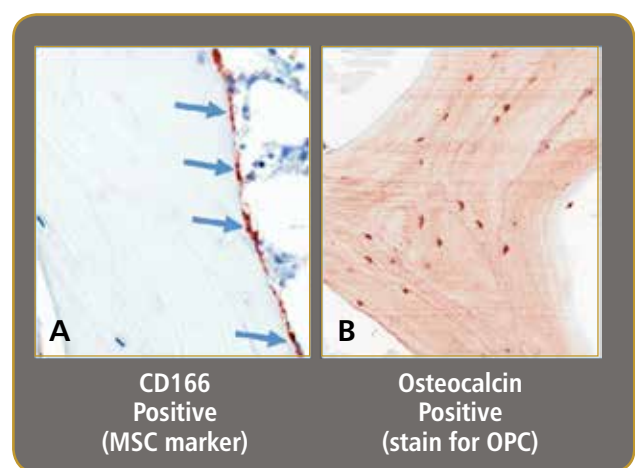 A
B
CD166
Positive
(MSC marker)
Osteocalcin
Positive
(stain for OPC)